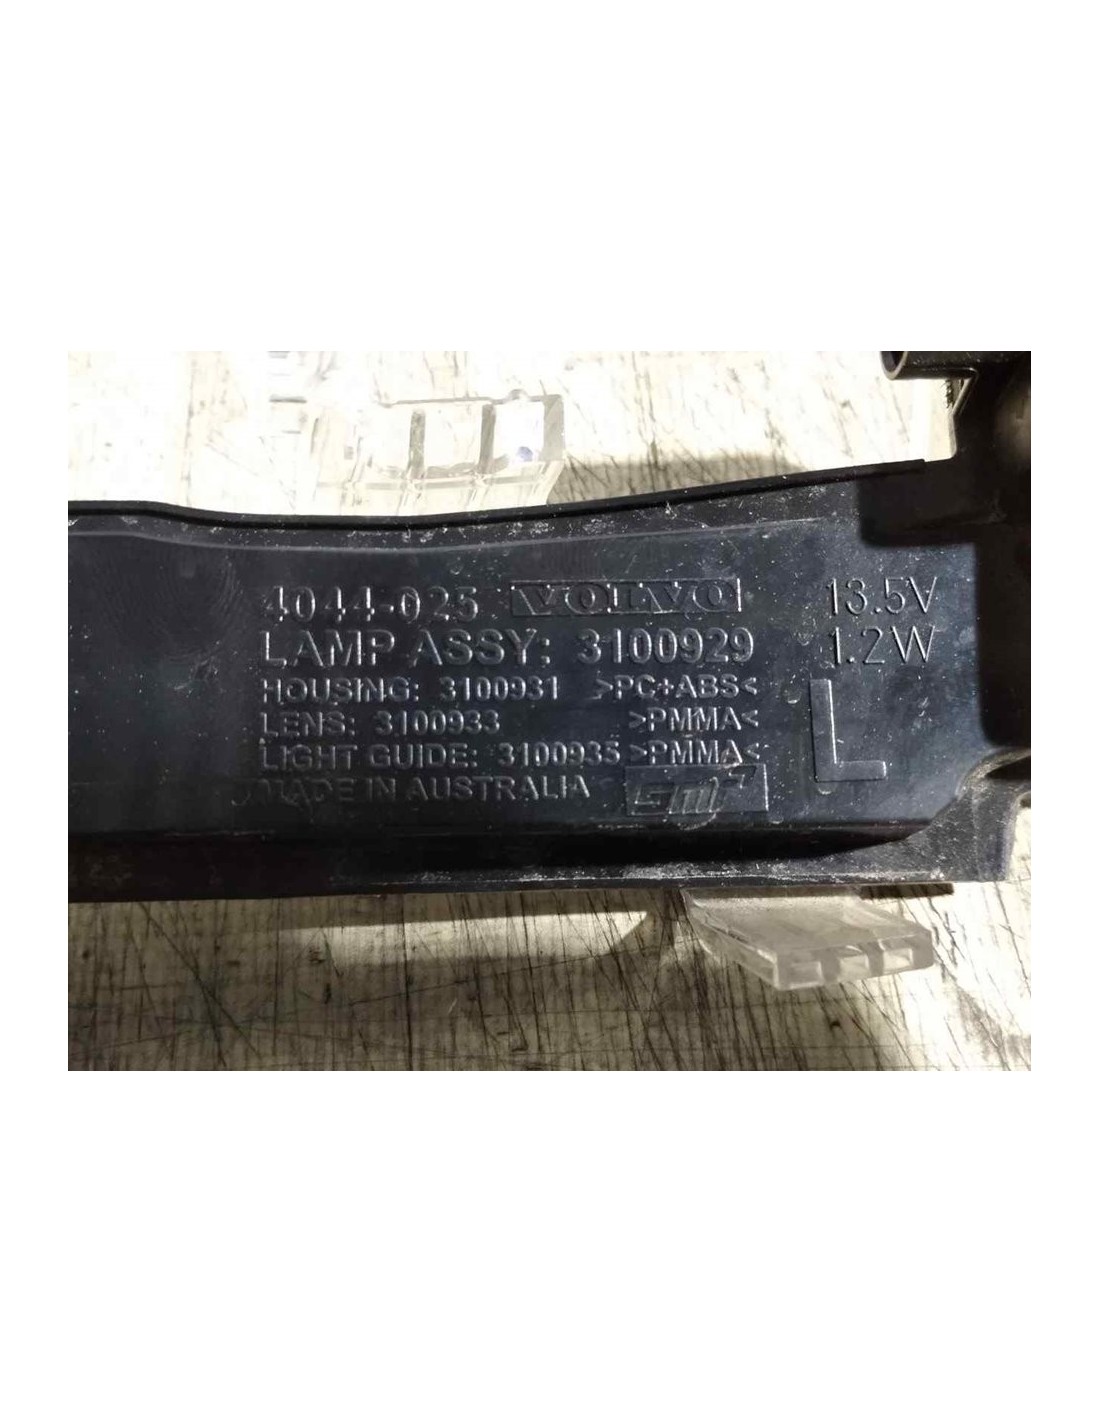 4044-025 VOLVO 13.5V
LAMP ASSY: 3100929 1.2W
HOUSING: 3100931 >PC+ABS<
LENS: 3100933 >PMMA<
LIGHT GUIDE: 3100935 >PMMA<
L
MADE IN AUSTRALIA smr